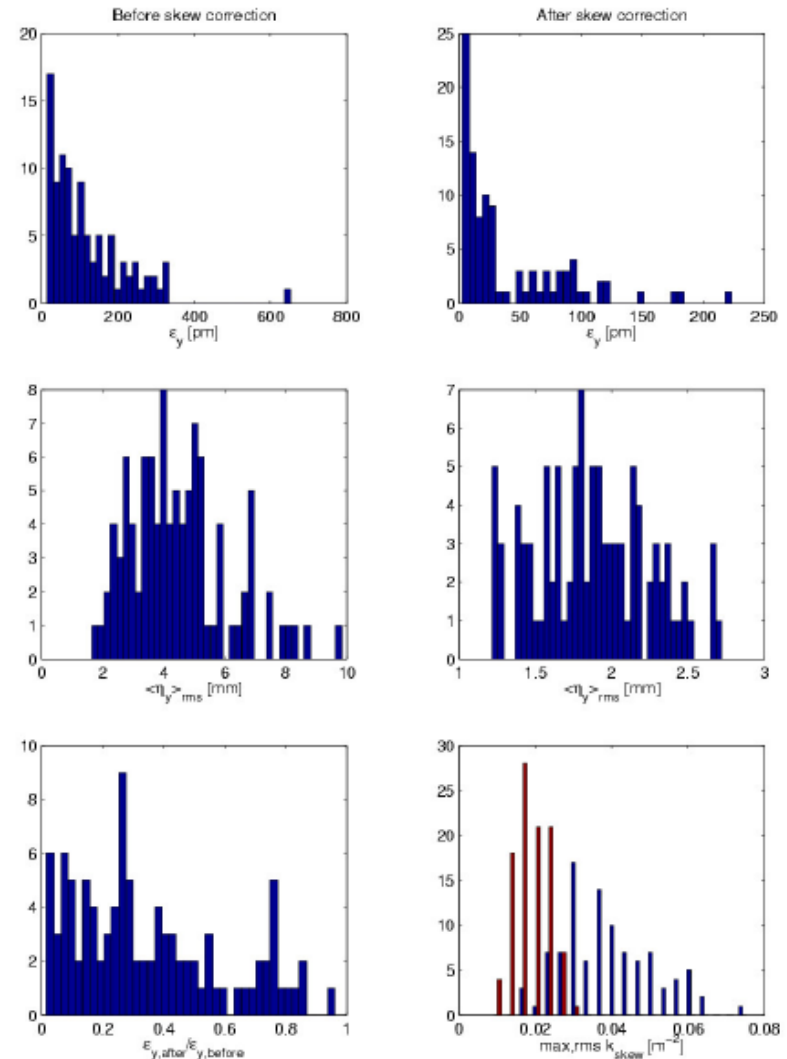 Before skew correction
20
15
10
5
0
0 200 400 600 800
ε_y [pm]
After skew correction
25
20
15
10
5
0
0 50 100 150 200 250
ε_y [pm]
8
7
6
5
4
3
2
1
0
2 4 6 8 10
<η_y>_rms [mm]
7
6
5
4
3
2
1
0
1 1.5 2 2.5 3
<η_y>_rms [mm]
10
8
6
4
2
0
0 0.2 0.4 0.6 0.8 1
ε_y,after/ε_y,before
30
25
20
15
10
5
0
0 0.02 0.04 0.06 0.08
max,rms k_skew [m⁻²]